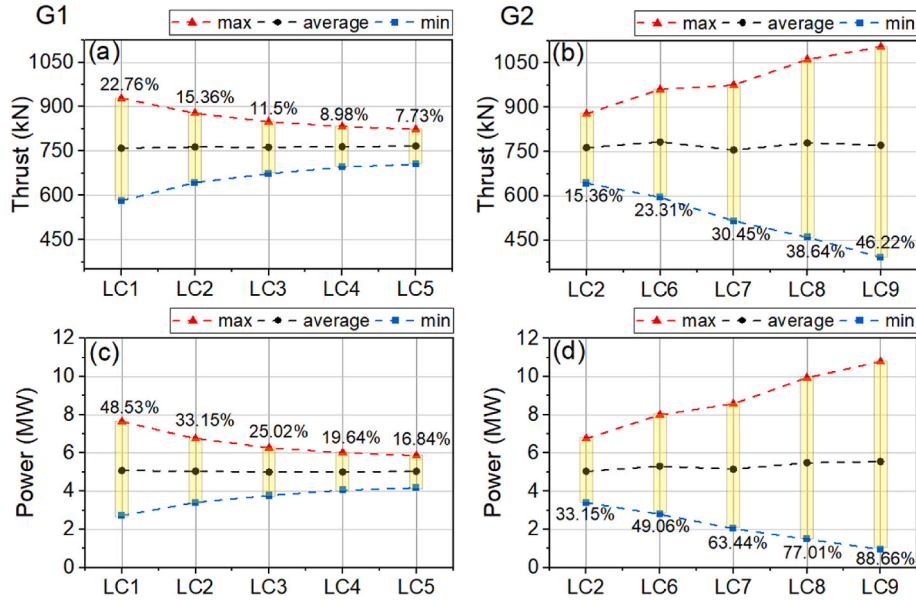 G1
max average min
(a)
Thrust (kN)
1050
900
750
600
450
22.76%
15.36%
11.5%
8.98%
7.73%
LC1 LC2 LC3 LC4 LC5
G2
max average min
(b)
Thrust (kN)
1050
900
750
600
450
15.36%
23.31%
30.45%
38.64%
46.22%
LC2 LC6 LC7 LC8 LC9
max average min
(c)
Power (MW)
12
10
8
6
4
2
0
48.53%
33.15%
25.02%
19.64%
16.84%
LC1 LC2 LC3 LC4 LC5
max average min
(d)
Power (MW)
12
10
8
6
4
2
0
33.15%
49.06%
63.44%
77.01%
88.66%
LC2 LC6 LC7 LC8 LC9